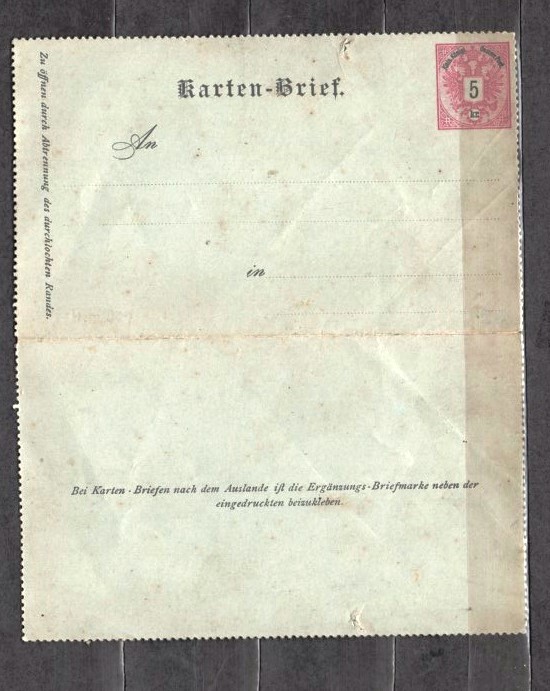 Karten-Brief.
5
kr.
An
in
Zu öffnen durch Abtrennung des durchlochten Randes.
Bei Karten-Briefen nach dem Auslande iſt die Ergänzungs-Briefmarke neben der
eingedruckten beizukleben.